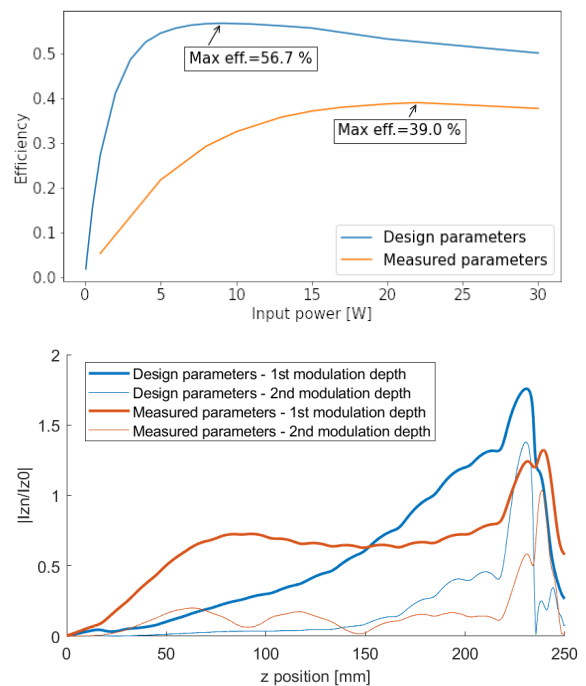 0.5
0.4
0.3
0.2
0.1
0.0
Efficiency
Max eff.=56.7 %
Max eff.=39.0 %
Design parameters
Measured parameters
0 5 10 15 20 25 30
Input power [W]
2
1.5
1
0.5
0
|Izn/Iz0|
Design parameters - 1st modulation depth
Design parameters - 2nd modulation depth
Measured parameters - 1st modulation depth
Measured parameters - 2nd modulation depth
0 50 100 150 200 250
z position [mm]